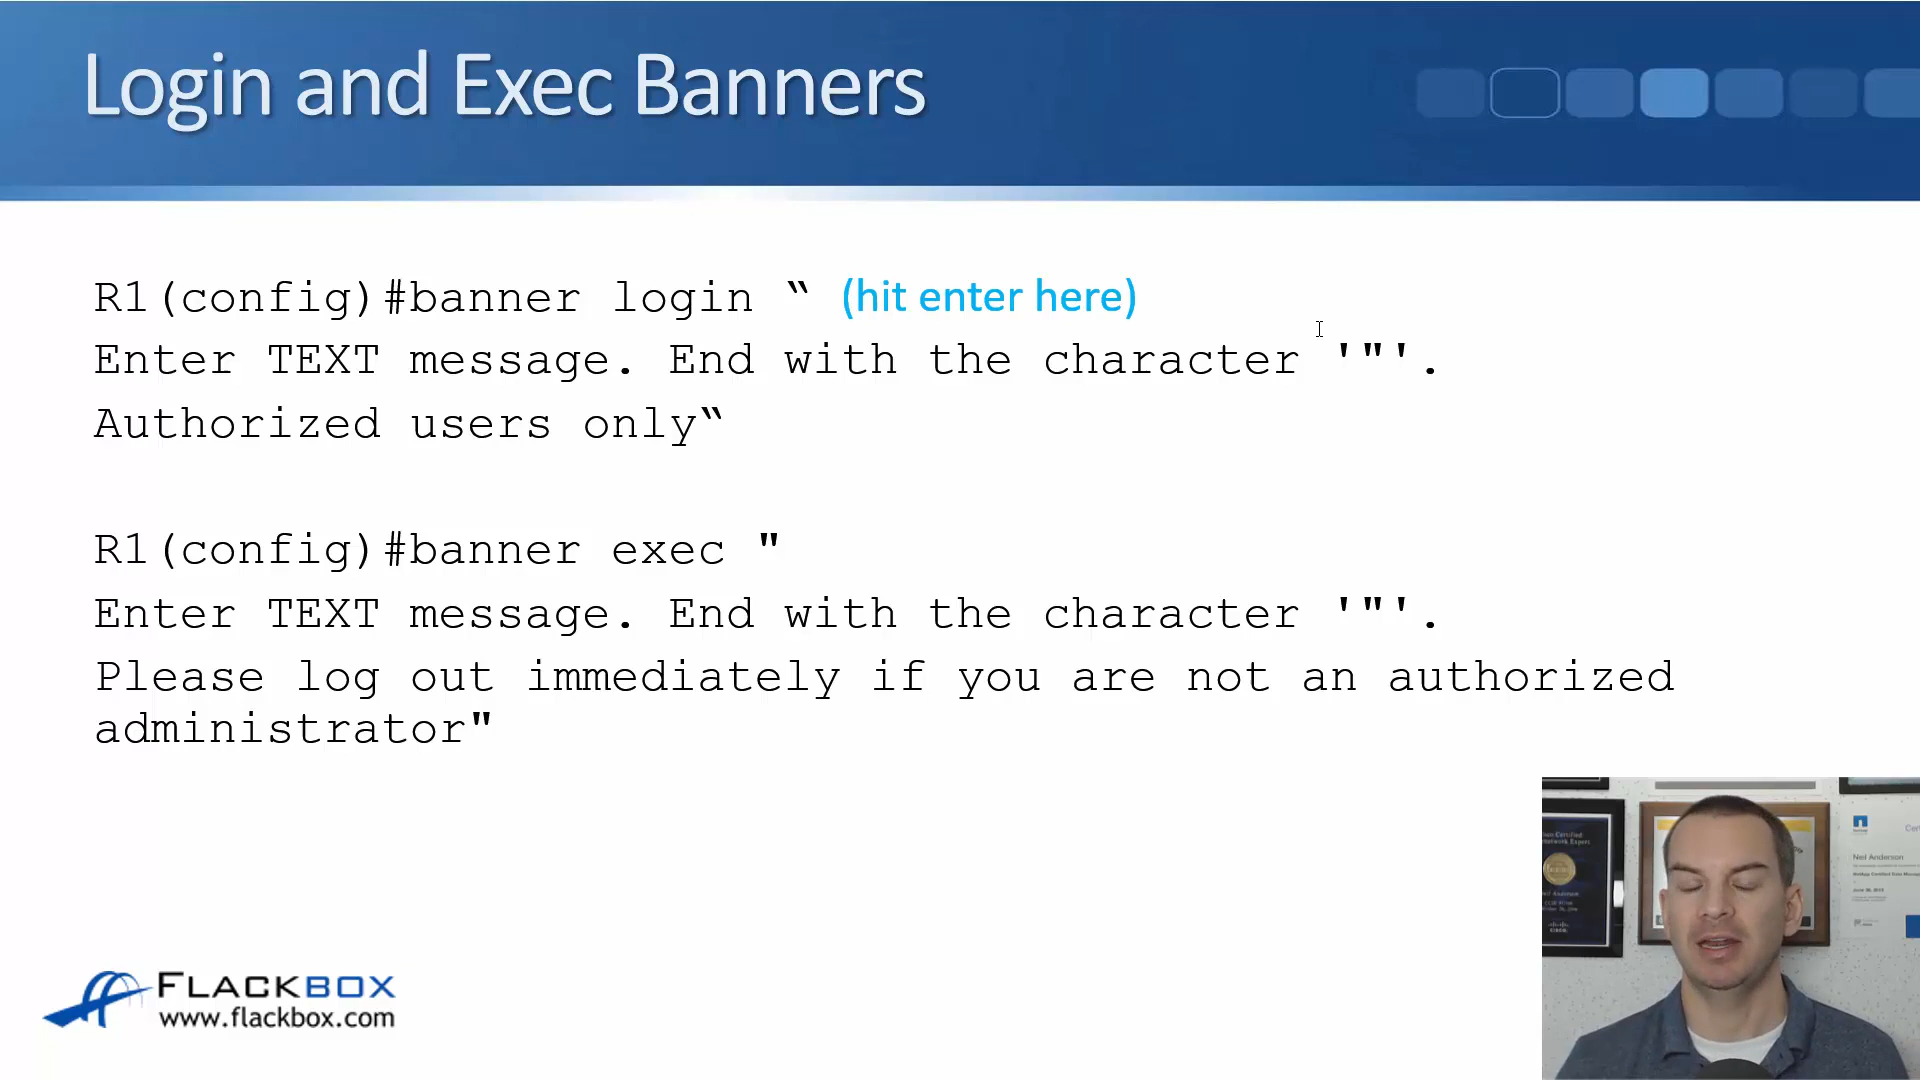 Login and Exec Banners
R1(config)#banner login “ (hit enter here)
Enter TEXT message. End with the character '"'.
Authorized users only“
R1(config)#banner exec "
Enter TEXT message. End with the character '"'.
Please log out immediately if you are not an authorized
administrator"
FLACKBOX
www.flackbox.com
Neil Anderson